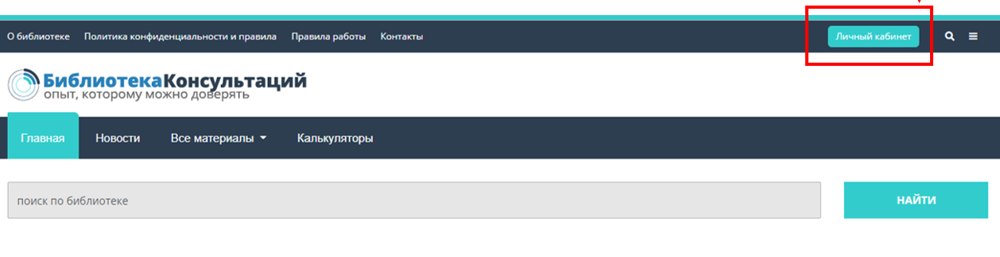 О библиотеке Политика конфиденциальности и правила Правила работы Контакты Личный кабинет
БиблиотекаКонсультаций
опыт, которому можно доверять
Главная Новости Все материалы Калькуляторы
поиск по библиотеке НАЙТИ